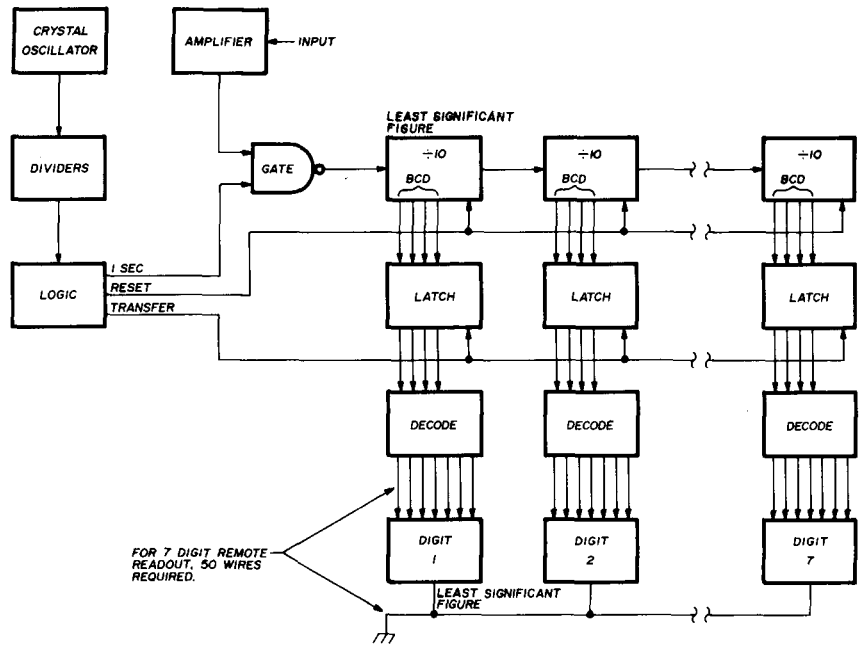 CRYSTAL
OSCILLATOR
AMPLIFIER
INPUT
LEAST SIGNIFICANT
FIGURE
DIVIDERS
GATE
÷10
BCD
÷10
BCD
÷10
BCD
LOGIC
1 SEC
RESET
TRANSFER
LATCH
LATCH
LATCH
DECODE
DECODE
DECODE
FOR 7 DIGIT REMOTE
READOUT, 50 WIRES
REQUIRED.
DIGIT
1
DIGIT
2
DIGIT
7
LEAST SIGNIFICANT
FIGURE